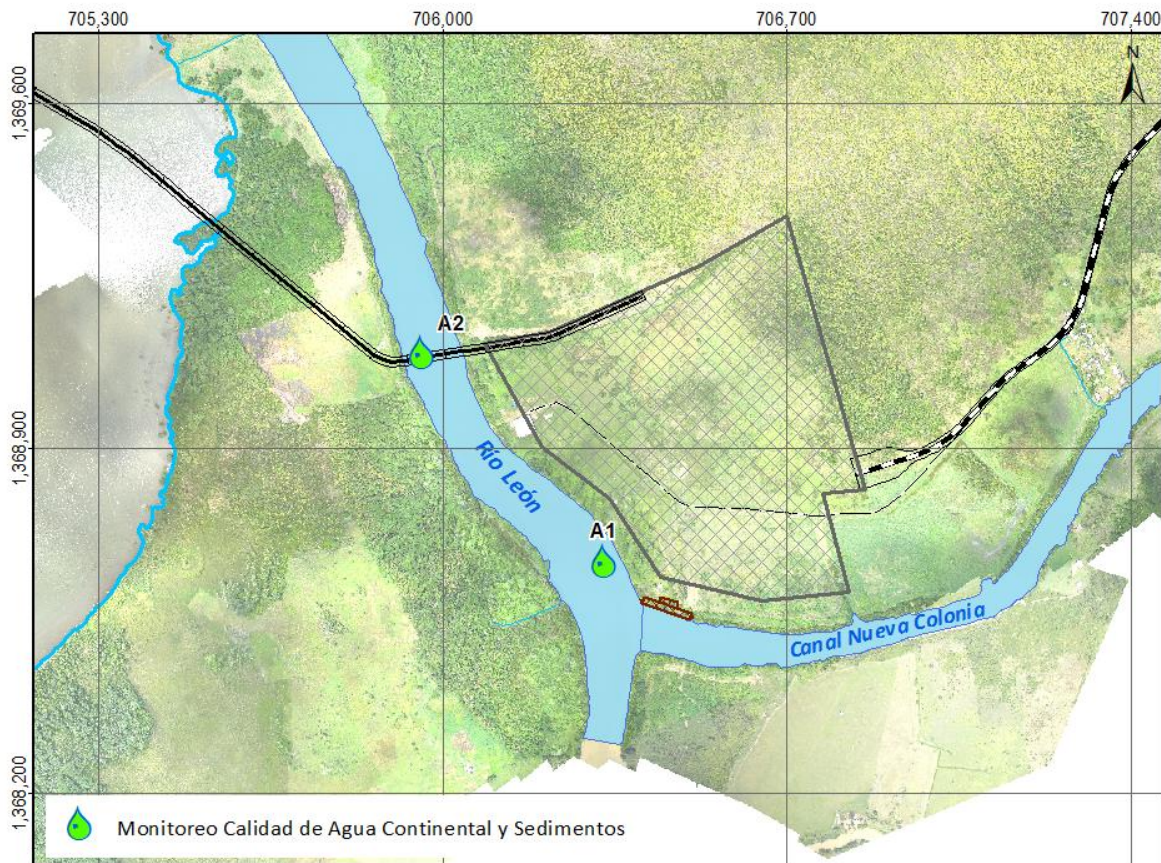 705,300
706,000
706,700
707,400
N
1,369,600
A2
1,368,900
Río León
A1
Canal Nueva Colonia
1,368,200
Monitoreo Calidad de Agua Continental y Sedimentos